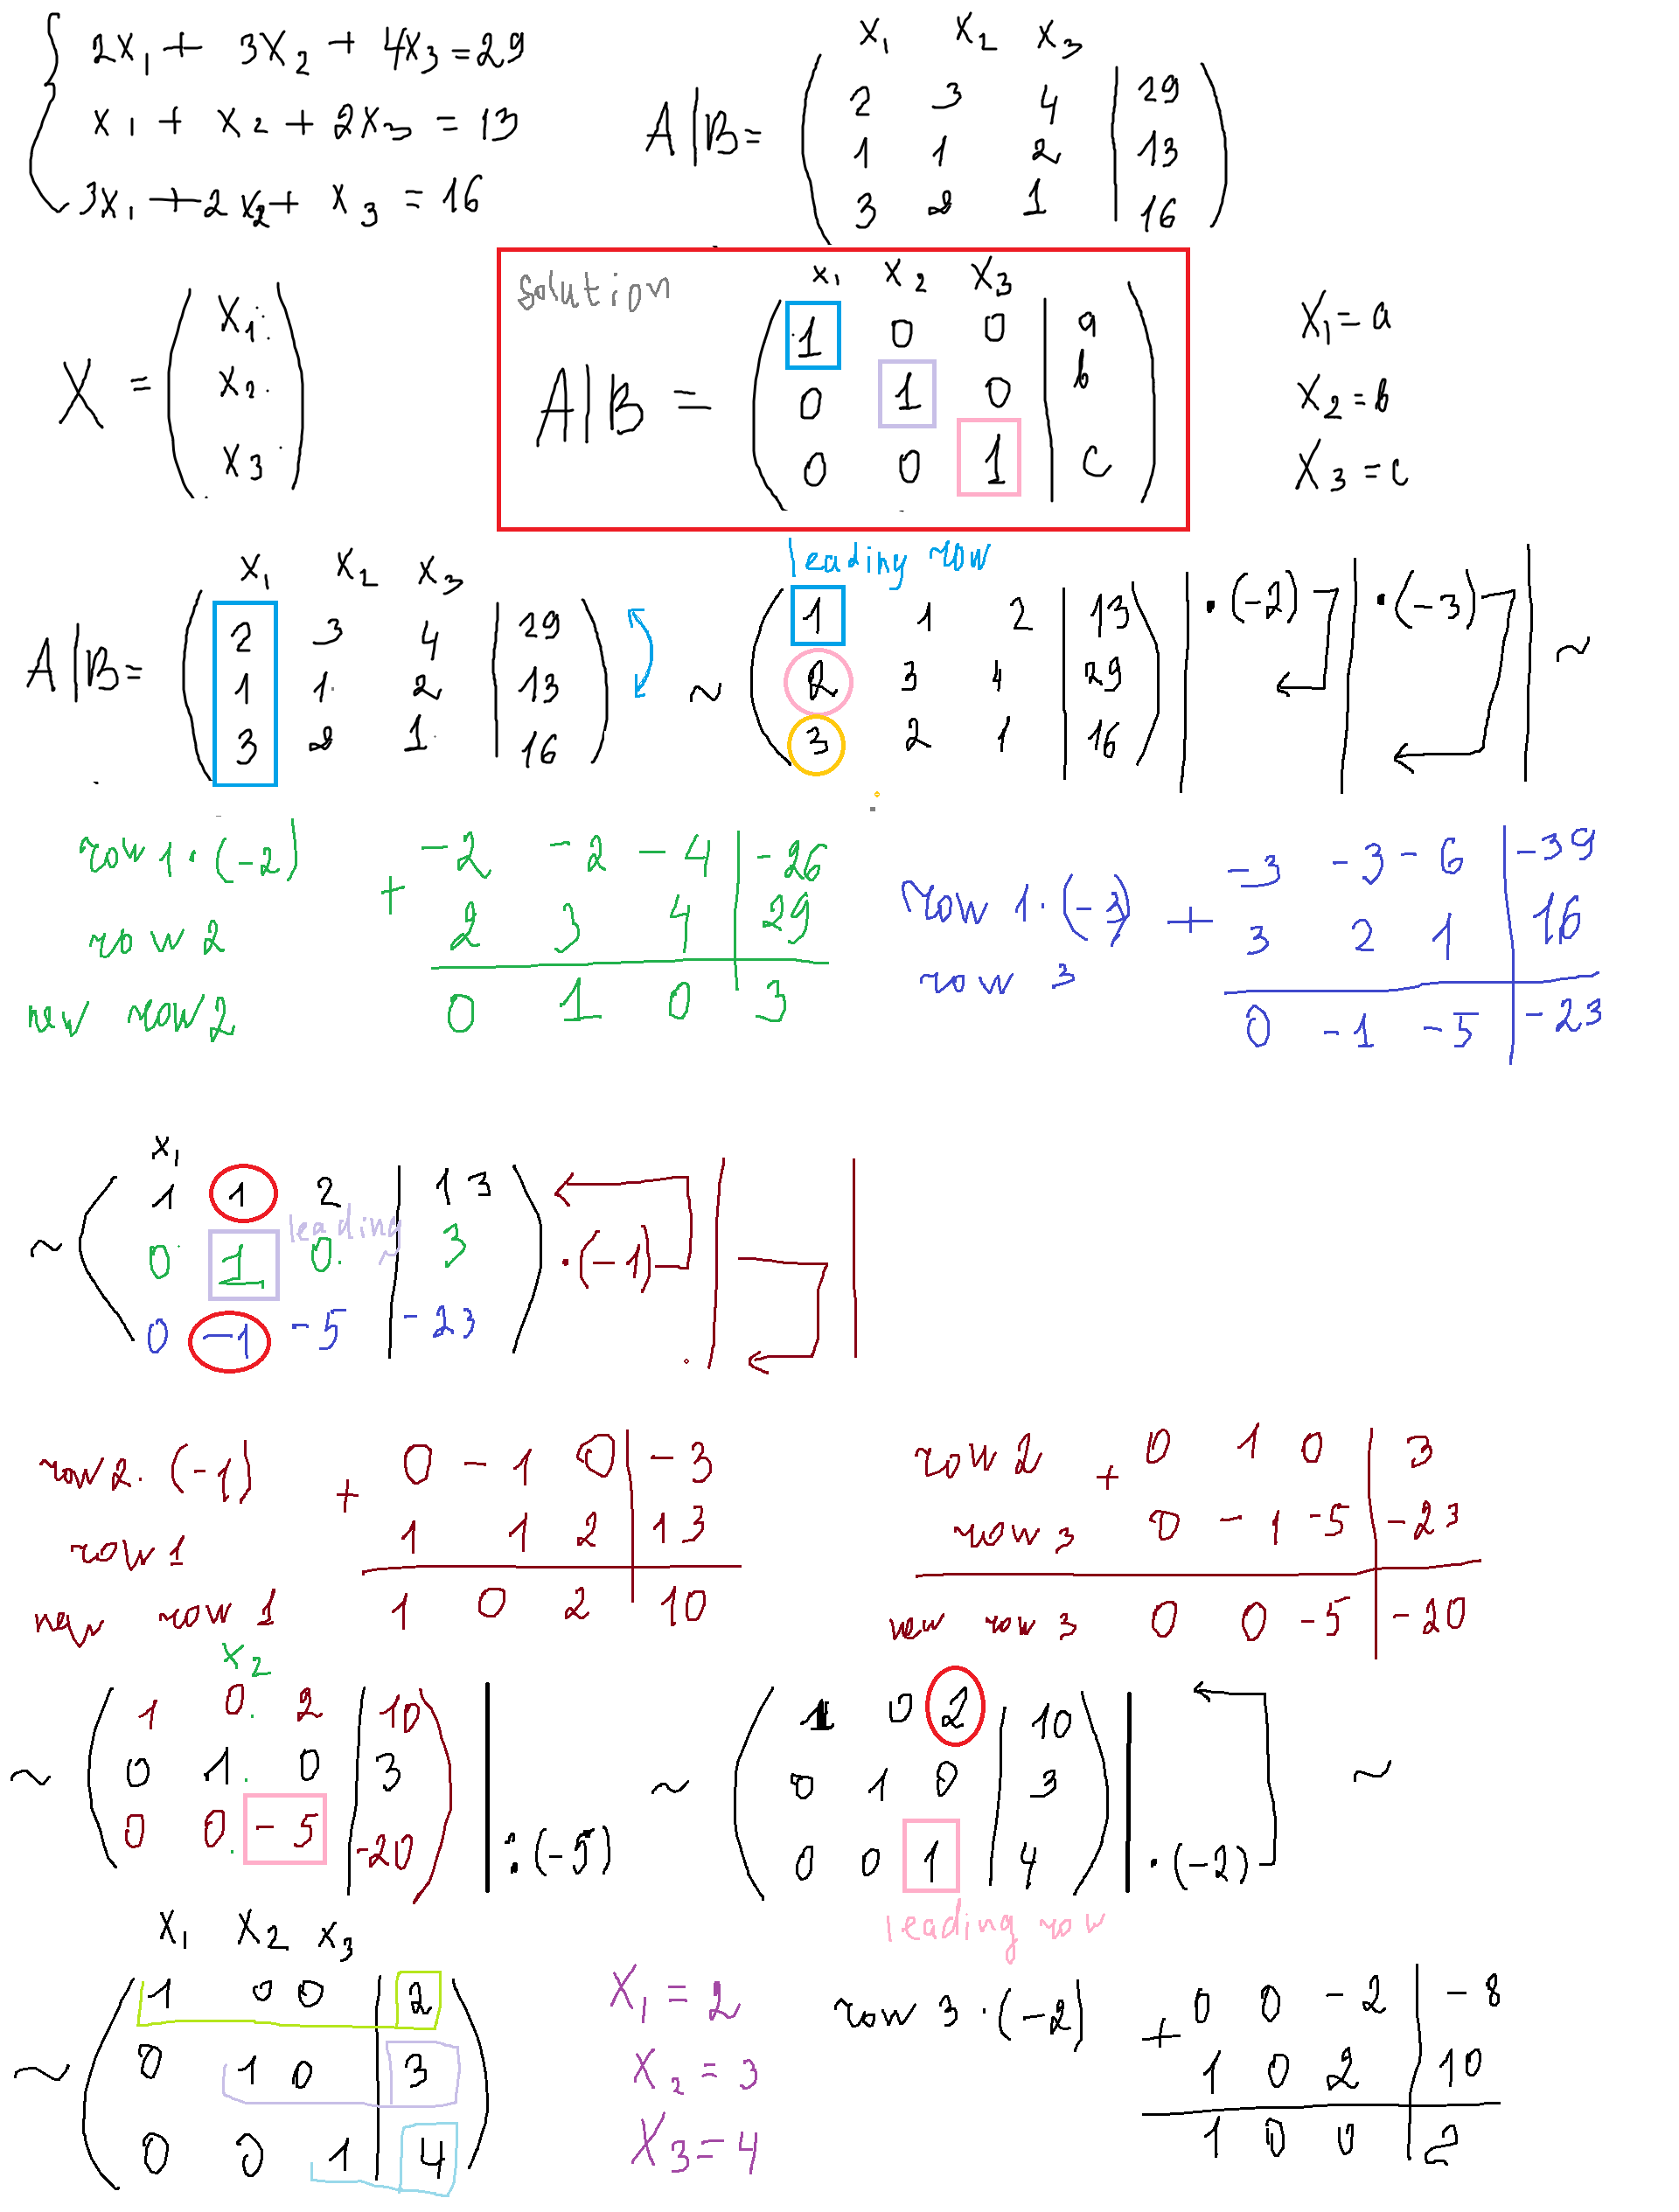 2x₁ + 3x₂ + 4x₃ = 29
x₁ + x₂ + 2x₃ = 13
3x₁ + 2x₂ + x₃ = 16
x₁ x₂ x₃
A|B=
2 3 4 | 29
1 1 2 | 13
3 2 1 | 16
X =
x₁
x₂
x₃
solution
x₁ x₂ x₃
A|B =
1 0 0 | a
0 1 0 | b
0 0 1 | c
x₁ = a
x₂ = b
x₃ = c
x₁ x₂ x₃
A|B=
2 3 4 | 29
1 1 2 | 13
3 2 1 | 16
leading row
~
1 1 2 | 13 | ·(-2) | ·(-3) | ~
2 3 4 | 29
3 2 1 | 16
row 1·(-2) + -2 -2 -4 | -26
row 2 2 3 4 | 29
new row 2 0 1 0 | 3
row 1·(-3) + -3 -3 -6 | -39
row 3 3 2 1 | 16
0 -1 -5 | -23
x₁
~
1 1 2 | 13
leading
0 1 0 | 3 ·(-1)
0 -1 -5 | -23
row 2·(-1) + 0 -1 0 | -3
row 1 1 1 2 | 13
new row 1 1 0 2 | 10
row 2 + 0 1 0 | 3
row 3 0 -1 -5 | -23
new row 3 0 0 -5 | -20
x₂
~
1 0 2 | 10
0 1 0 | 3
0 0 -5 | -20 | :(-5)
~
1 0 2 | 10
0 1 0 | 3
0 0 1 | 4 | ·(-2)
~
leading row
x₁ x₂ x₃
~
1 0 0 | 2
0 1 0 | 3
0 0 1 | 4
x₁ = 2
x₂ = 3
x₃ = 4
row 3·(-2) + 0 0 -2 | -8
1 0 2 | 10
1 0 0 | 2